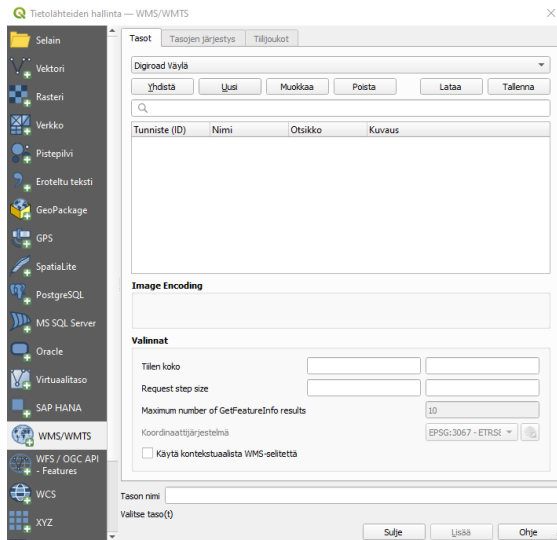 Tietolähteiden hallinta — WMS/WMTS
Selain
Vektori
Rasteri
Verkko
Pistepilvi
Eroteltu teksti
GeoPackage
GPS
SpatiaLite
PostgreSQL
MS SQL Server
Oracle
Virtuaalitaso
SAP HANA
WMS/WMTS
WFS / OGC API
- Features
WCS
XYZ
Tasot Tasojen järjestys Tilijoukot
Digiroad Väylä
Yhdistä Uusi Muokkaa Poista Lataa Tallenna
Tunniste (ID) Nimi Otsikko Kuvaus
Image Encoding
Valinnat
Tiilen koko
Request step size
Maximum number of GetFeatureInfo results 10
Koordinaattijärjestelmä EPSG:3067 - ETRS8
Käytä kontekstuaalista WMS-selitettä
Tason nimi
Valitse taso(t)
Sulje Lisää Ohje